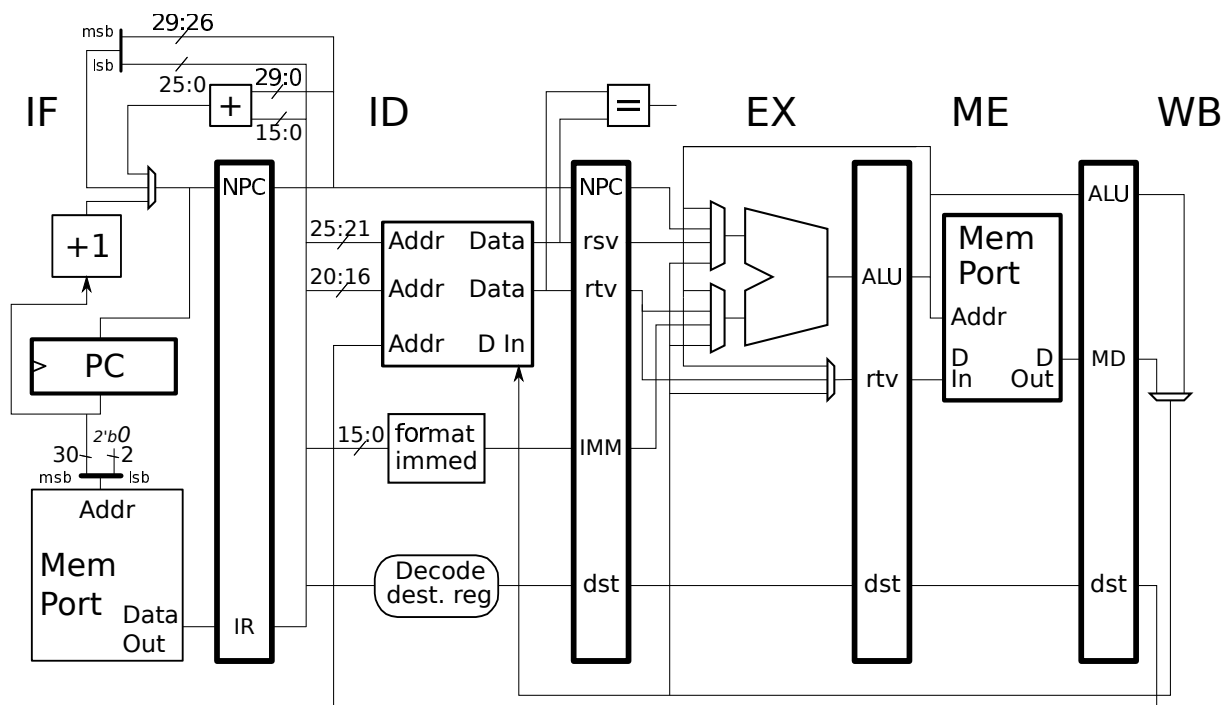 29:26
msb
lsb
25:0
29:0
15:0
IF
ID
EX
ME
WB
+
=
NPC
NPC
+1
25:21
Addr
Data
rsv
20:16
Addr
Data
rtv
Addr
D In
ALU
Mem
Port
Addr
D
In
D
Out
ALU
MD
rtv
PC
2'b0
30
2
msb
lsb
15:0
format
immed
IMM
Addr
Mem
Port
Data
Out
IR
Decode
dest. reg
dst
dst
dst